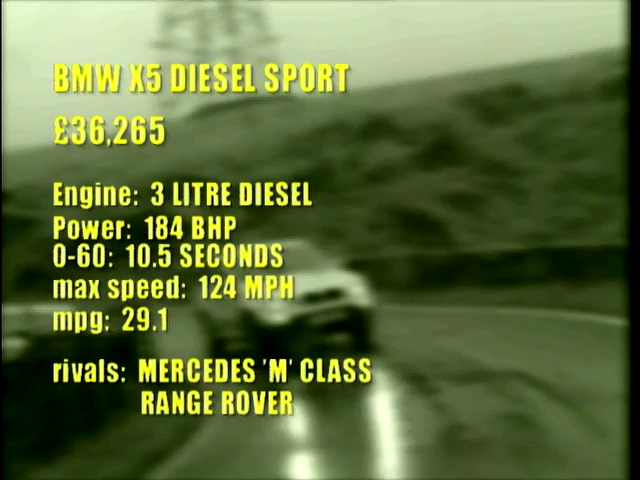 BMW X5 DIESEL SPORT
£36,265
Engine: 3 LITRE DIESEL
Power: 184 BHP
0-60: 10.5 SECONDS
max speed: 124 MPH
mpg: 29.1
rivals: MERCEDES 'M' CLASS
RANGE ROVER